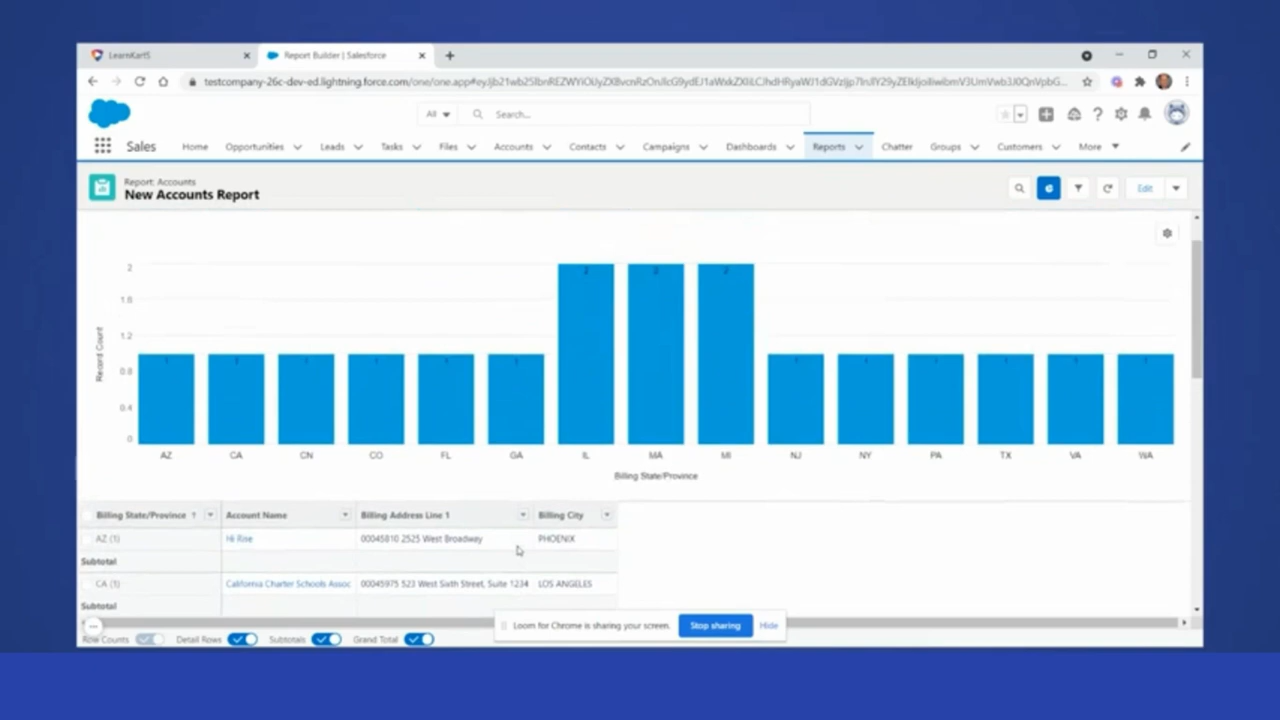 LearnKartS
Report Builder | Salesforce
All
Search...
Sales Home Opportunities Leads Tasks Files Accounts Contacts Campaigns Dashboards Reports Chatter Groups Customers More
Report: Accounts
New Accounts Report
Edit
2
1.6
1.2
0.8
0.4
0
Record Count
2
AZ CA CN CO FL GA IL MA MI NJ NY PA TX VA WA
Billing State/Province
Billing State/Province ↑ Account Name Billing Address Line 1 Billing City
AZ (1) Hi Rise 00045810 2525 West Broadway PHOENIX
Subtotal
CA (1) California Charter Schools Assoc 00045975 523 West Sixth Street, Suite 1234 LOS ANGELES
Subtotal
Loom for Chrome is sharing your screen. Stop sharing Hide
Row Counts Detail Rows Subtotals Grand Total